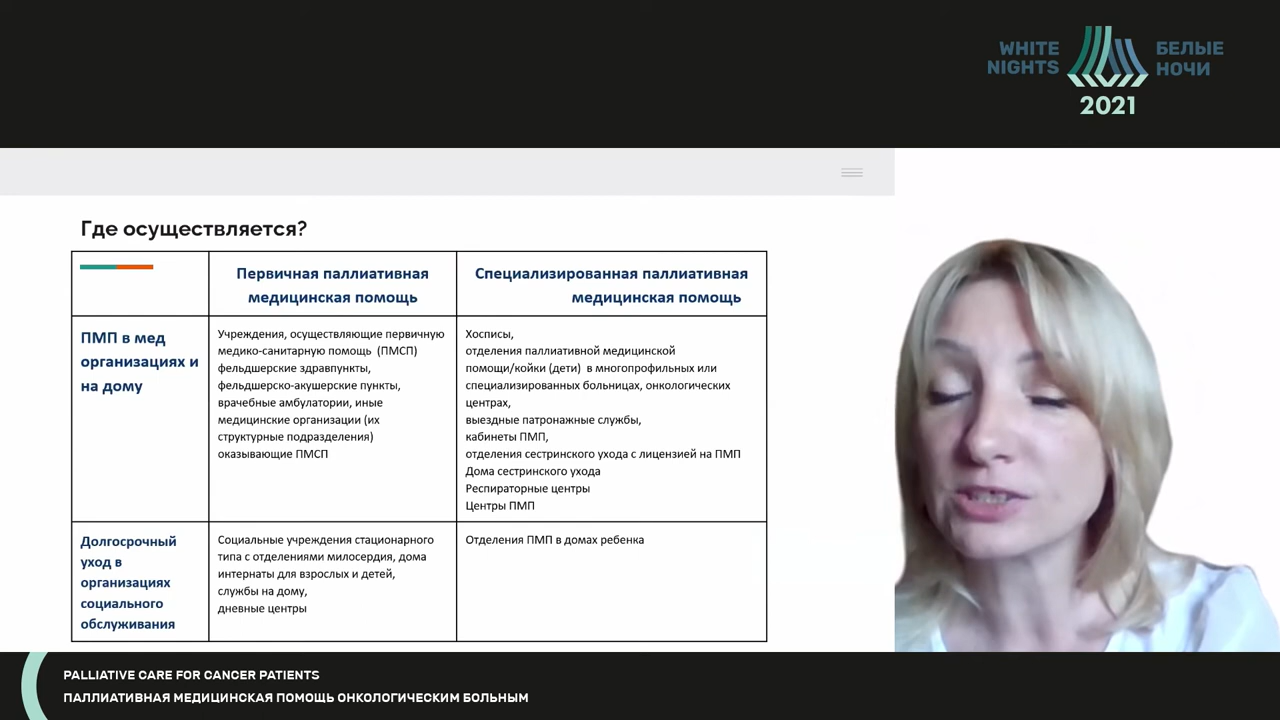 WHITE
NIGHTS
БЕЛЫЕ
НОЧИ
2021
Где осуществляется?
Первичная паллиативная
медицинская помощь
Специализированная паллиативная
медицинская помощь
ПМП в мед
организациях и
на дому
Учреждения, осуществляющие первичную
медико-санитарную помощь (ПМСП)
фельдшерские здравпункты,
фельдшерско-акушерские пункты,
врачебные амбулатории, иные
медицинские организации (их
структурные подразделения)
оказывающие ПМСП
Хосписы,
отделения паллиативной медицинской
помощи/койки (дети) в многопрофильных или
специализированных больницах, онкологических
центрах,
выездные патронажные службы,
кабинеты ПМП,
отделения сестринского ухода с лицензией на ПМП
Дома сестринского ухода
Респираторные центры
Центры ПМП
Долгосрочный
уход в
организациях
социального
обслуживания
Социальные учреждения стационарного
типа с отделениями милосердия, дома
интернаты для взрослых и детей,
службы на дому,
дневные центры
Отделения ПМП в домах ребенка
PALLIATIVE CARE FOR CANCER PATIENTS
ПАЛЛИАТИВНАЯ МЕДИЦИНСКАЯ ПОМОЩЬ ОНКОЛОГИЧЕСКИМ БОЛЬНЫМ